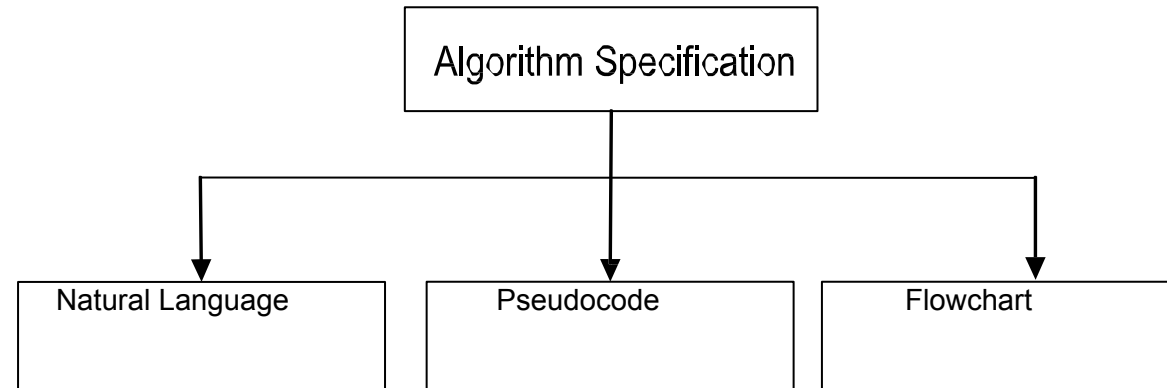 Algorithm Specification
Natural Language
Pseudocode
Flowchart